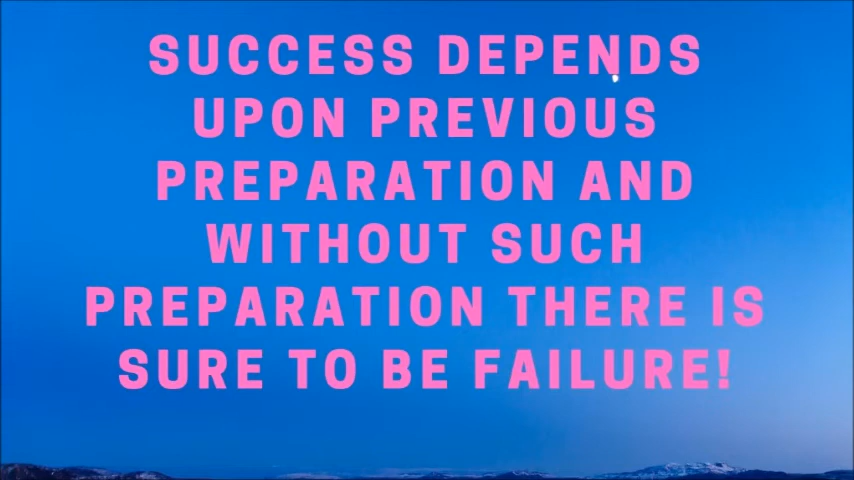 SUCCESS DEPENDS
UPON PREVIOUS
PREPARATION AND
WITHOUT SUCH
PREPARATION THERE IS
SURE TO BE FAILURE!